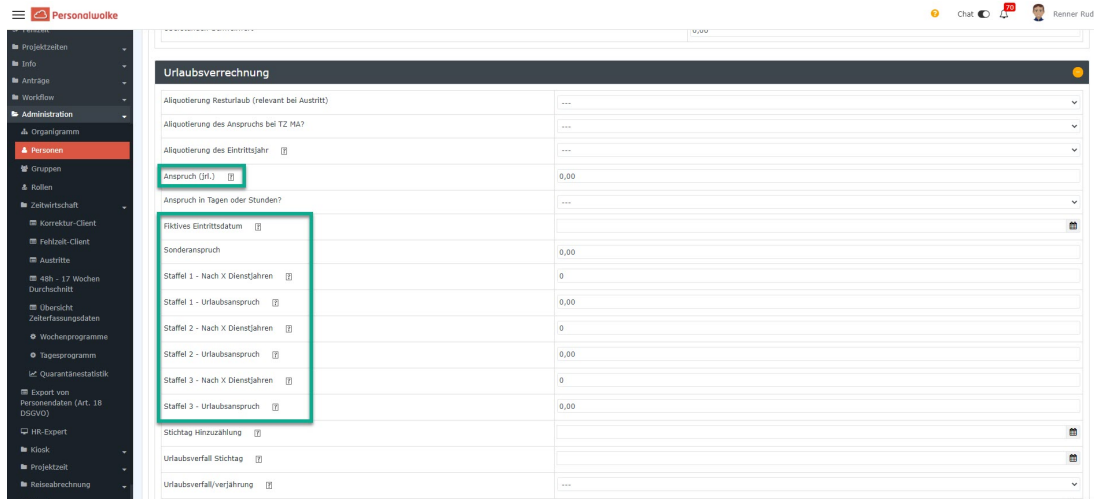 Personalwolke
Chat
70
Renner Rud
Fehlzeit
Projektzeiten
Info
Anträge
Workflow
Administration
Organigramm
Personen
Gruppen
Rollen
Zeitwirtschaft
Korrektur-Client
Fehlzeit-Client
Austritte
48h - 17 Wochen
Durchschnitt
Übersicht
Zeiterfassungsdaten
Wochenprogramme
Tagesprogramm
Quarantänestatistik
Export von
Personendaten (Art. 18
DSGVO)
HR-Expert
Kiosk
Projektzeit
Reiseabrechnung
0,00
Urlaubsverrechnung
Aliquotierung Resturlaub (relevant bei Austritt) ---
Aliquotierung des Anspruchs bei TZ MA? ---
Aliquotierung des Eintrittsjahr ? ---
Anspruch (jrl.) ? 0,00
Anspruch in Tagen oder Stunden? ---
Fiktives Eintrittsdatum ?
Sonderanspruch 0,00
Staffel 1 - Nach X Dienstjahren ? 0
Staffel 1 - Urlaubsanspruch ? 0,00
Staffel 2 - Nach X Dienstjahren ? 0
Staffel 2 - Urlaubsanspruch ? 0,00
Staffel 3 - Nach X Dienstjahren ? 0
Staffel 3 - Urlaubsanspruch ? 0,00
Stichtag Hinzuzählung ?
Urlaubsverfall Stichtag ?
Urlaubsverfall/verjährung ? ---